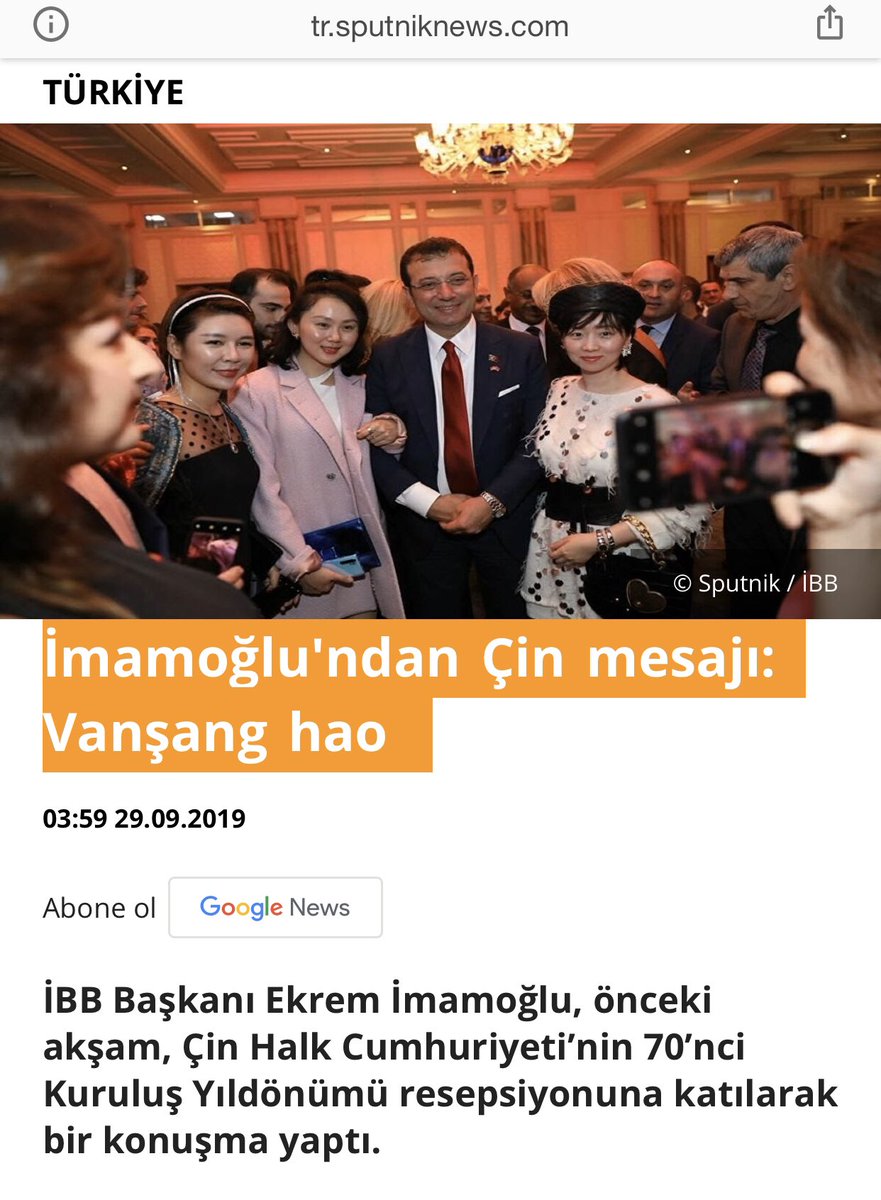 tr.sputniknews.com
TÜRKİYE
© Sputnik / İBB
İmamoğlu'ndan Çin mesajı:
Vanşang hao
03:59 29.09.2019
Abone ol Google News
İBB Başkanı Ekrem İmamoğlu, önceki
akşam, Çin Halk Cumhuriyeti’nin 70’nci
Kuruluş Yıldönümü resepsiyonuna katılarak
bir konuşma yaptı.